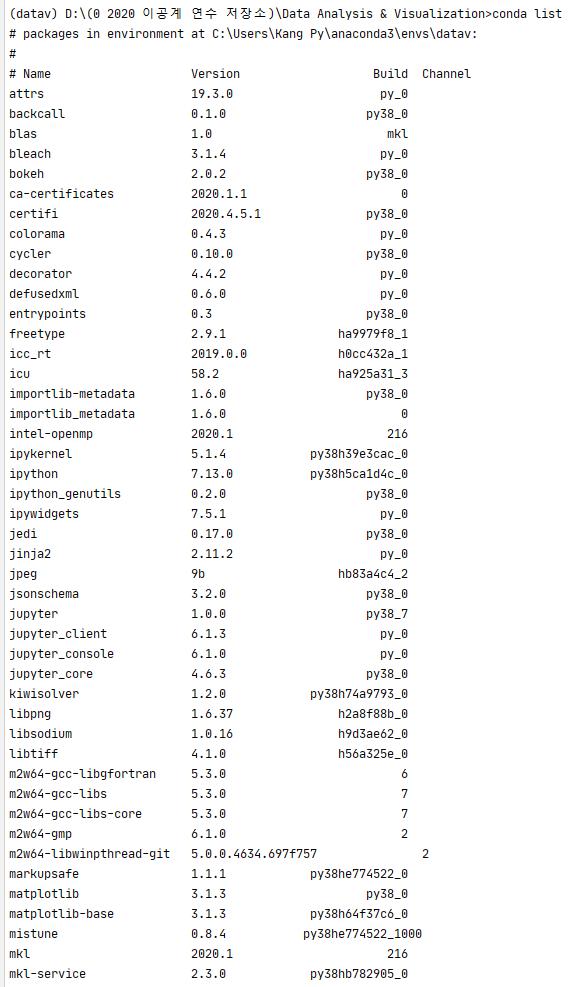 (datav) D:\(0 2020 이공계 연수 저장소)\Data Analysis & Visualization>conda list
# packages in environment at C:\Users\Kang Py\anaconda3\envs\datav:
#
# Name Version Build Channel
attrs 19.3.0 py_0
backcall 0.1.0 py38_0
blas 1.0 mkl
bleach 3.1.4 py_0
bokeh 2.0.2 py38_0
ca-certificates 2020.1.1 0
certifi 2020.4.5.1 py38_0
colorama 0.4.3 py_0
cycler 0.10.0 py38_0
decorator 4.4.2 py_0
defusedxml 0.6.0 py_0
entrypoints 0.3 py38_0
freetype 2.9.1 ha9979f8_1
icc_rt 2019.0.0 h0cc432a_1
icu 58.2 ha925a31_3
importlib-metadata 1.6.0 py38_0
importlib_metadata 1.6.0 0
intel-openmp 2020.1 216
ipykernel 5.1.4 py38h39e3cac_0
ipython 7.13.0 py38h5ca1d4c_0
ipython_genutils 0.2.0 py38_0
ipywidgets 7.5.1 py_0
jedi 0.17.0 py38_0
jinja2 2.11.2 py_0
jpeg 9b hb83a4c4_2
jsonschema 3.2.0 py38_0
jupyter 1.0.0 py38_7
jupyter_client 6.1.3 py_0
jupyter_console 6.1.0 py_0
jupyter_core 4.6.3 py38_0
kiwisolver 1.2.0 py38h74a9793_0
libpng 1.6.37 h2a8f88b_0
libsodium 1.0.16 h9d3ae62_0
libtiff 4.1.0 h56a325e_0
m2w64-gcc-libgfortran 5.3.0 6
m2w64-gcc-libs 5.3.0 7
m2w64-gcc-libs-core 5.3.0 7
m2w64-gmp 6.1.0 2
m2w64-libwinpthread-git 5.0.0.4634.697f757 2
markupsafe 1.1.1 py38he774522_0
matplotlib 3.1.3 py38_0
matplotlib-base 3.1.3 py38h64f37c6_0
mistune 0.8.4 py38he774522_1000
mkl 2020.1 216
mkl-service 2.3.0 py38hb782905_0